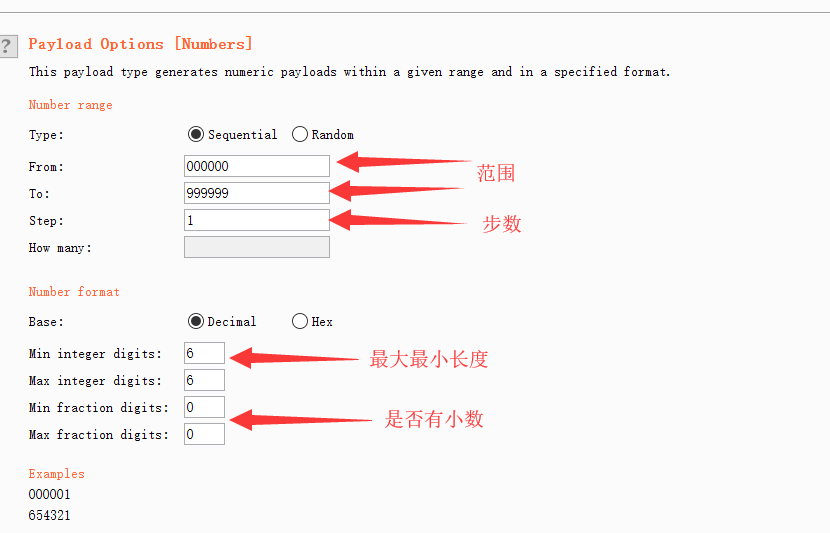 ?
Payload Options [Numbers]
This payload type generates numeric payloads within a given range and in a specified format.
Number range
Type: Sequential Random
From: 000000
范围
To: 999999
Step: 1
步数
How many:
Number format
Base: Decimal Hex
Min integer digits: 6
最大最小长度
Max integer digits: 6
Min fraction digits: 0
是否有小数
Max fraction digits: 0
Examples
000001
654321